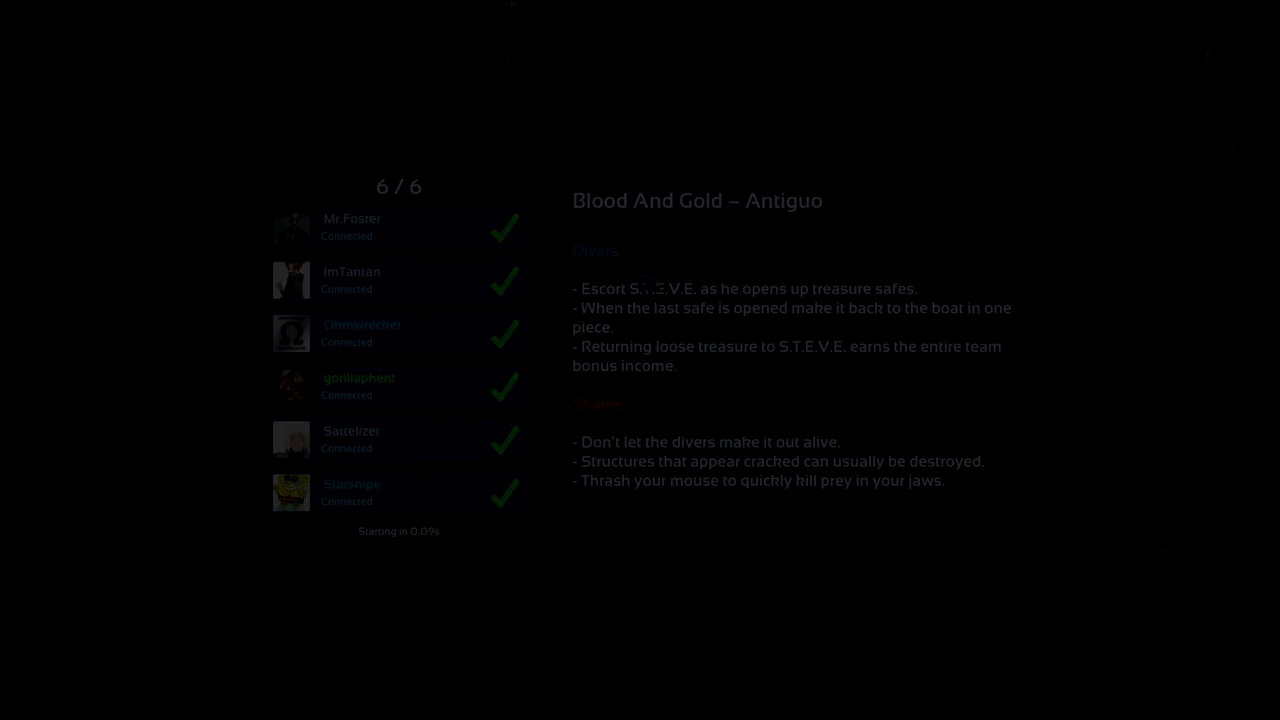 6 / 6
Mr.Foster
Connected
ImTantan
Connected
Ohmwrecher
Connected
gorillaphent
Connected
Sattelizer
Connected
Starsnipe
Connected
Starting in 0:09s
Blood And Gold – Antiguo
Divers
- Escort S.T.E.V.E. as he opens up treasure safes.
- When the last safe is opened make it back to the boat in one
piece.
- Returning loose treasure to S.T.E.V.E. earns the entire team
bonus income.
Sharks
- Don't let the divers make it out alive.
- Structures that appear cracked can usually be destroyed.
- Thrash your mouse to quickly kill prey in your jaws.